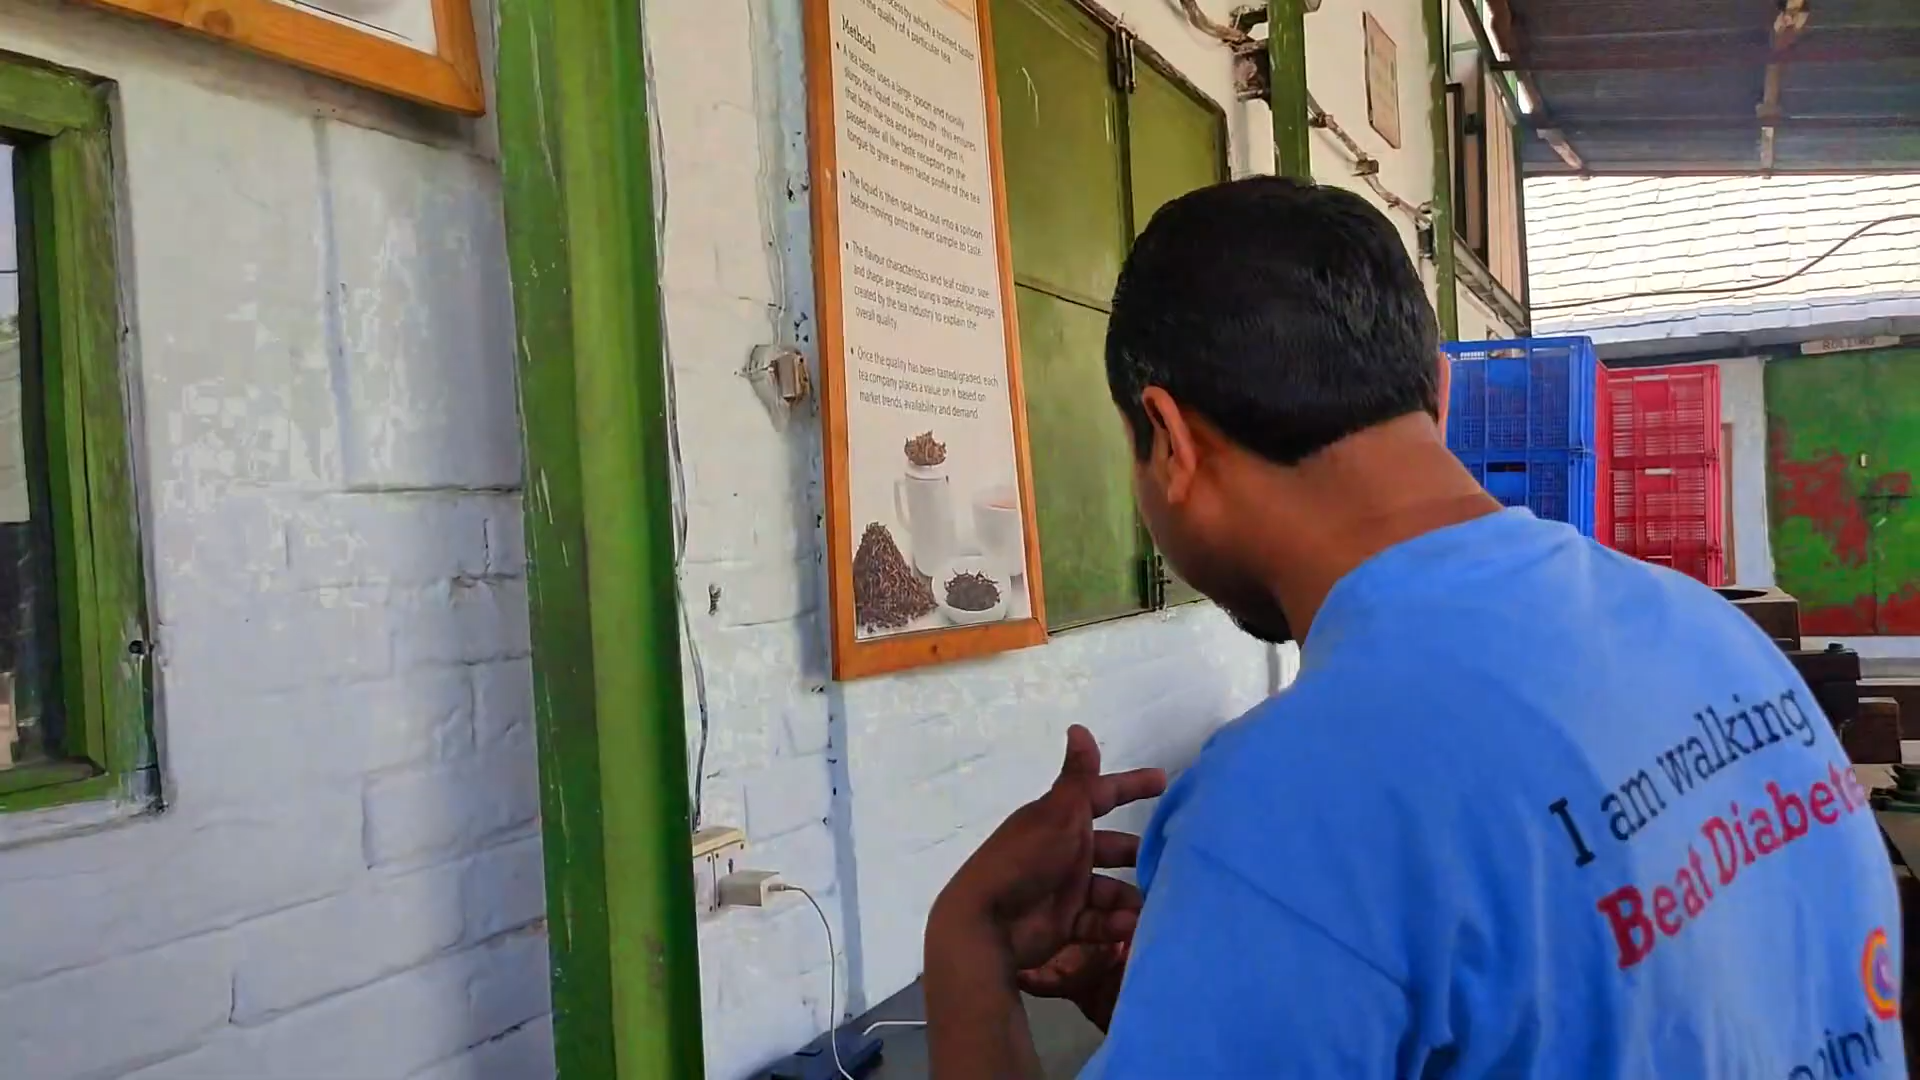 by which a trained taster
the quality of a particular tea
Methods
• A tea taster uses a large spoon and noisily
slurps the liquid into the mouth - this ensures
that both the tea and plenty of oxygen is
passed over all the taste receptors on the
tongue to give an even taste profile of the tea
• The liquid is then spat back out into a spittoon
before moving onto the next sample to taste.
• The flavour characteristics and leaf colour, size
and shape are graded using a specific language
created by the tea industry to explain the
overall quality.
• Once the quality has been tasted/graded, each
tea company places a value on it based on
market trends, availability and demand.
ROLLING
I am walking
Beat Diabete